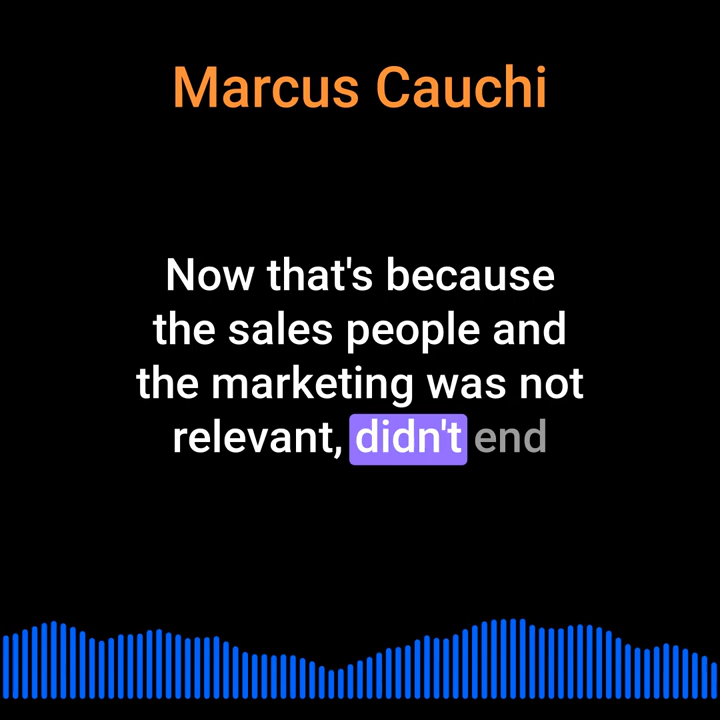 Marcus Cauchi
Now that's because
the sales people and
the marketing was not
relevant, didn't end